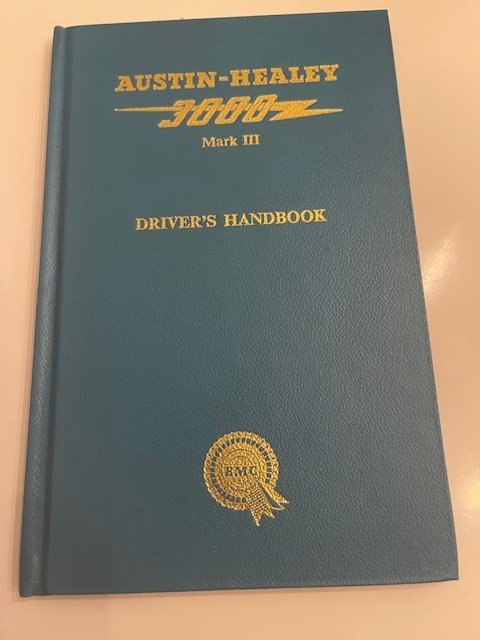 AUSTIN-HEALEY
3000
Mark III
DRIVER'S HANDBOOK
BMC